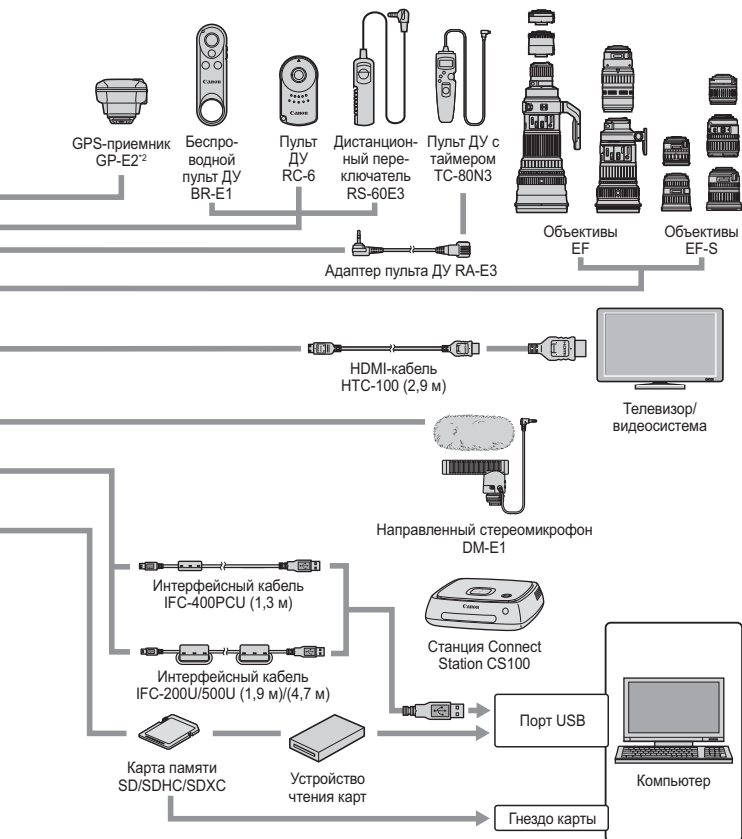 Canon
Canon
GPS-приемник
GP-E2*2
Беспро-
водной
пульт ДУ
BR-E1
Пульт
ДУ
RC-6
Дистанцион-
ный пере-
ключатель
RS-60E3
Пульт ДУ с
таймером
TC-80N3
Объективы
EF
Объективы
EF-S
Адаптер пульта ДУ RA-E3
HDMI-кабель
HTC-100 (2,9 м)
Телевизор/
видеосистема
Направленный стереомикрофон
DM-E1
Интерфейсный кабель
IFC-400PCU (1,3 м)
Canon
Станция Connect
Station CS100
Интерфейсный кабель
IFC-200U/500U (1,9 м)/(4,7 м)
Порт USB
Компьютер
Карта памяти
SD/SDHC/SDXC
Устройство
чтения карт
Гнездо карты